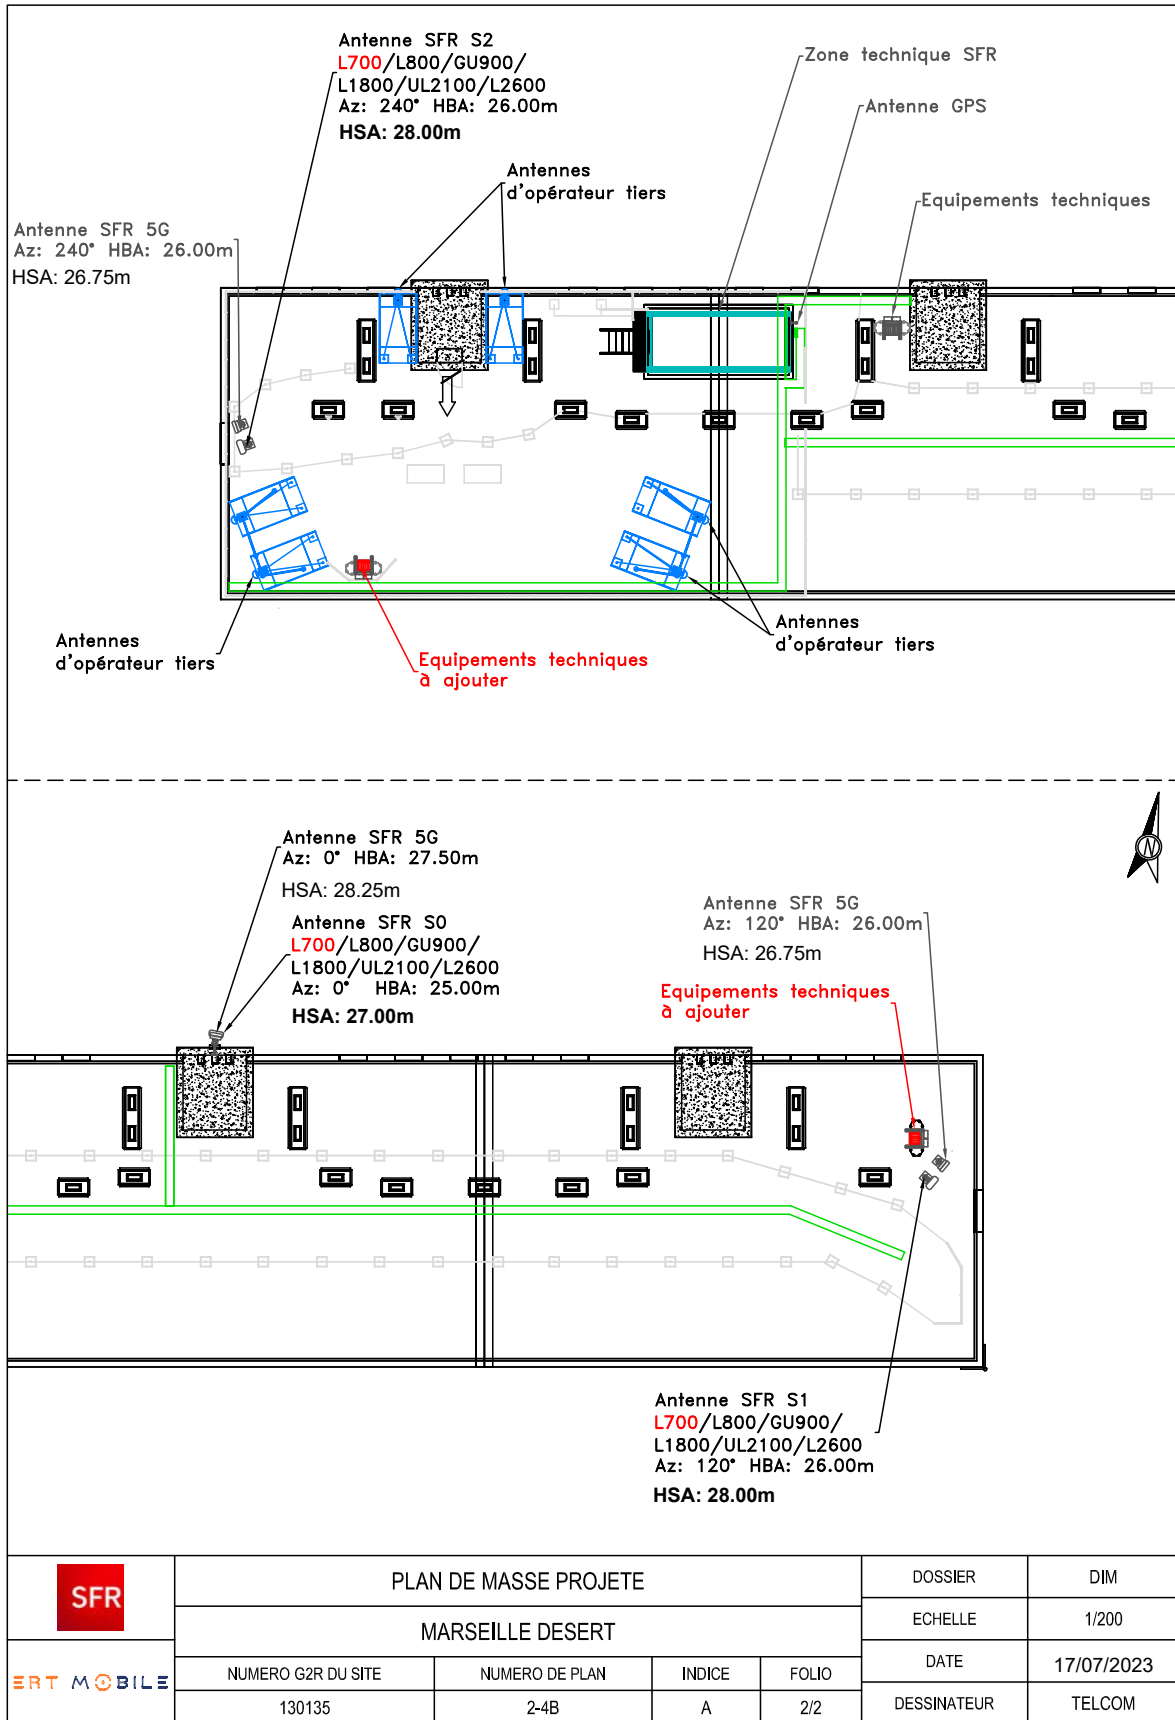 Antenne SFR S2
L700/L800/GU900/
L1800/UL2100/L2600
Az: 240° HBA: 26.00m
HSA: 28.00m
Zone technique SFR
Antenne GPS
Antennes
d'opérateur tiers
Equipements techniques
Antenne SFR 5G
Az: 240° HBA: 26.00m
HSA: 26.75m
Antennes
d'opérateur tiers
Equipements techniques
à ajouter
Antennes
d'opérateur tiers
Antenne SFR 5G
Az: 0° HBA: 27.50m
HSA: 28.25m
Antenne SFR S0
L700/L800/GU900/
L1800/UL2100/L2600
Az: 0° HBA: 25.00m
HSA: 27.00m
N
Antenne SFR 5G
Az: 120° HBA: 26.00m
HSA: 26.75m
Equipements techniques
à ajouter
Antenne SFR S1
L700/L800/GU900/
L1800/UL2100/L2600
Az: 120° HBA: 26.00m
HSA: 28.00m
SFR
ERT MOBILE
PLAN DE MASSE PROJETE
MARSEILLE DESERT
NUMERO G2R DU SITE
130135
NUMERO DE PLAN
2-4B
INDICE
A
FOLIO
2/2
DOSSIER
DIM
ECHELLE
1/200
DATE
17/07/2023
DESSINATEUR
TELCOM